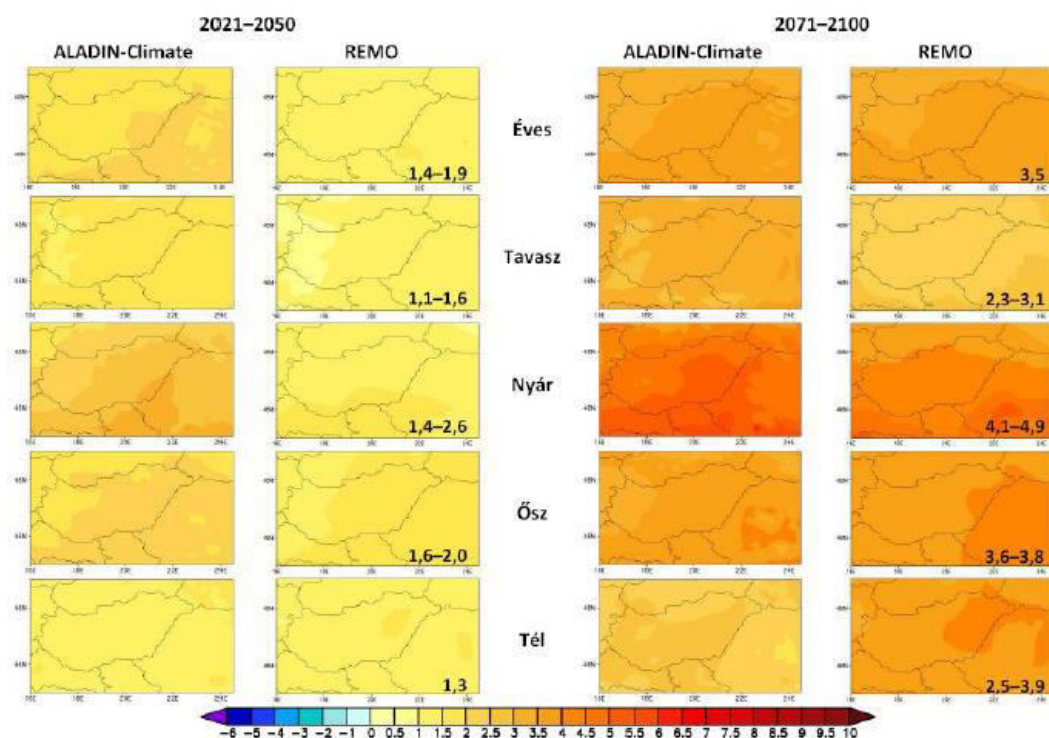 2021–2050 2071–2100
ALADIN-Climate REMO ALADIN-Climate REMO
Éves
1,4–1,9 3,5
Tavasz
1,1–1,6 2,3–3,1
Nyár
1,4–2,6 4,1–4,9
Ősz
1,6–2,0 3,6–3,8
Tél
1,3 2,5–3,9
−6 −5 −4 −3 −2 −1 0 0.5 1 1.5 2 2.5 3 3.5 4 4.5 5 5.5 6 6.5 7 7.5 8 8.5 9 9.5 10